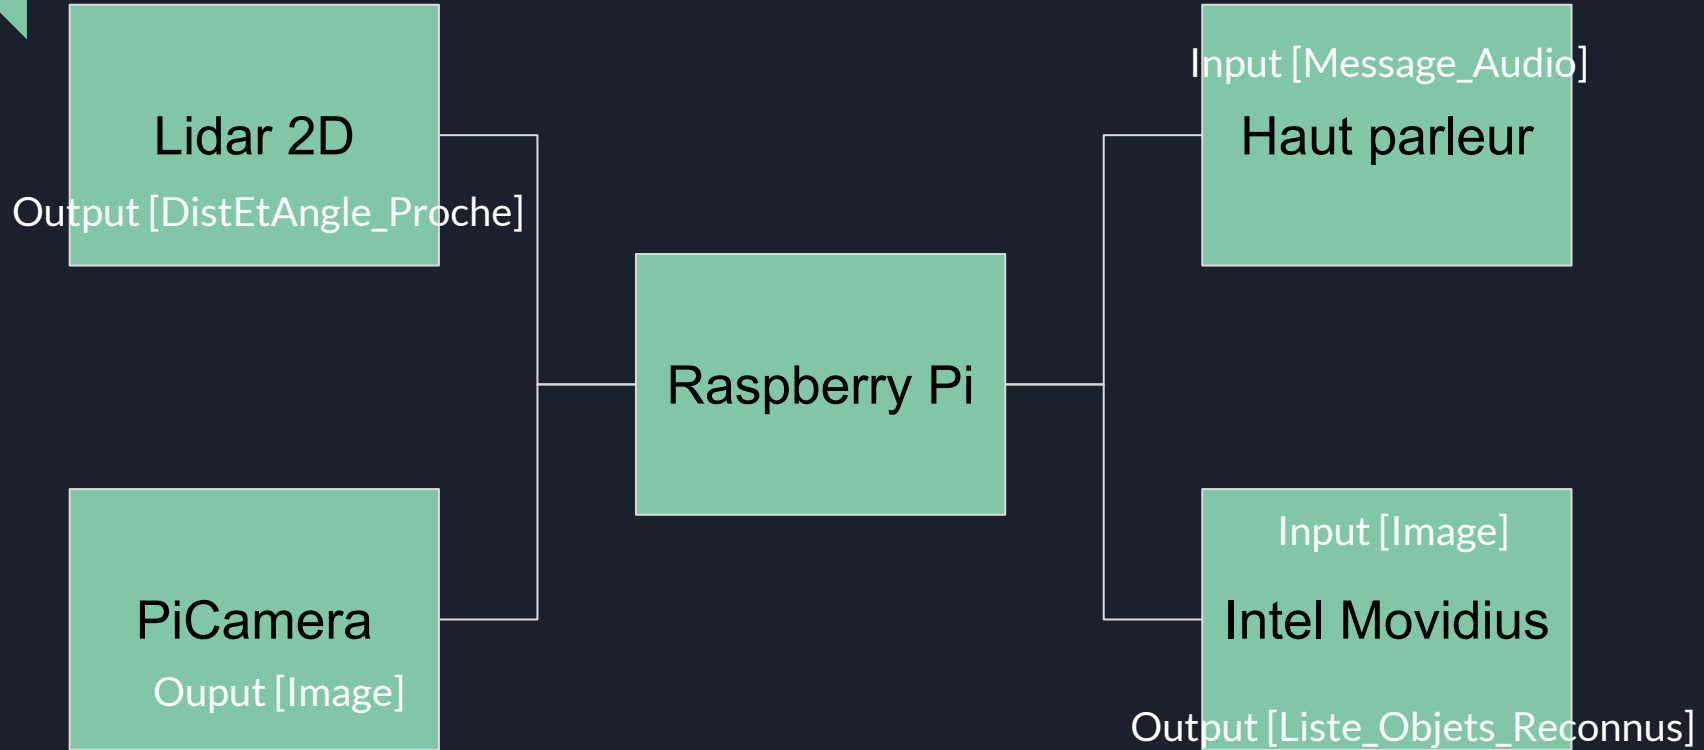 Lidar 2D
Output [DistEtAngle_Proche]
Input [Message_Audio]
Haut parleur
Raspberry Pi
PiCamera
Ouput [Image]
Input [Image]
Intel Movidius
Output [Liste_Objets_Reconnus]